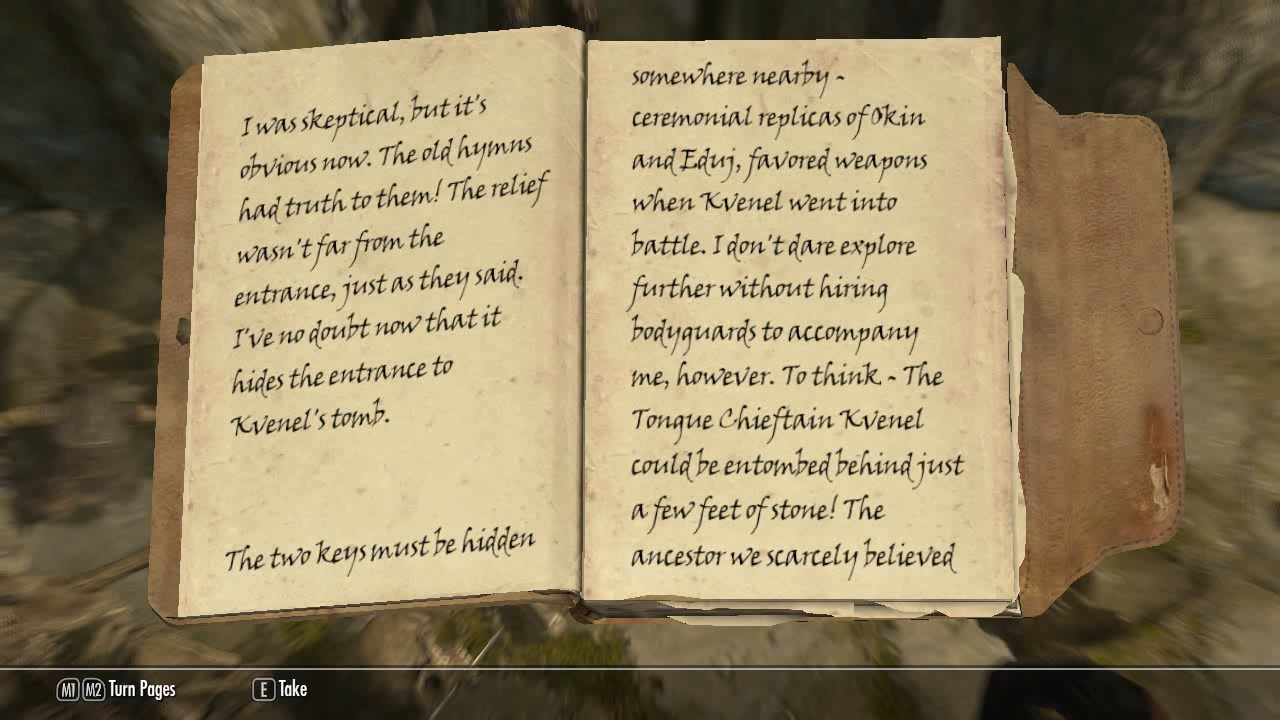 I was skeptical, but it's
obvious now. The old hymns
had truth to them! The relief
wasn't far from the
entrance, just as they said.
I've no doubt now that it
hides the entrance to
Kvenel's tomb.
The two keys must be hidden
somewhere nearby -
ceremonial replicas of Okin
and Eduj, favored weapons
when Kvenel went into
battle. I don't dare explore
further without hiring
bodyguards to accompany
me, however. To think - The
Tongue Chieftain Kvenel
could be entombed behind just
a few feet of stone! The
ancestor we scarcely believed
M1 M2 Turn Pages
E Take